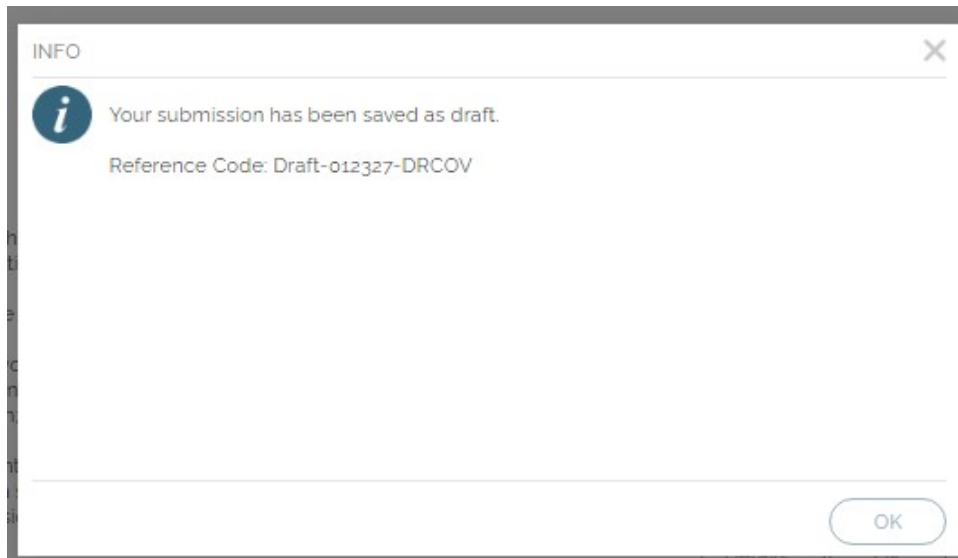 INFO
Your submission has been saved as draft.
Reference Code: Draft-012327-DRCOV
OK